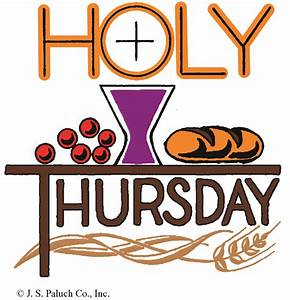 HOLY
THURSDAY
© J. S. Paluch Co., Inc.